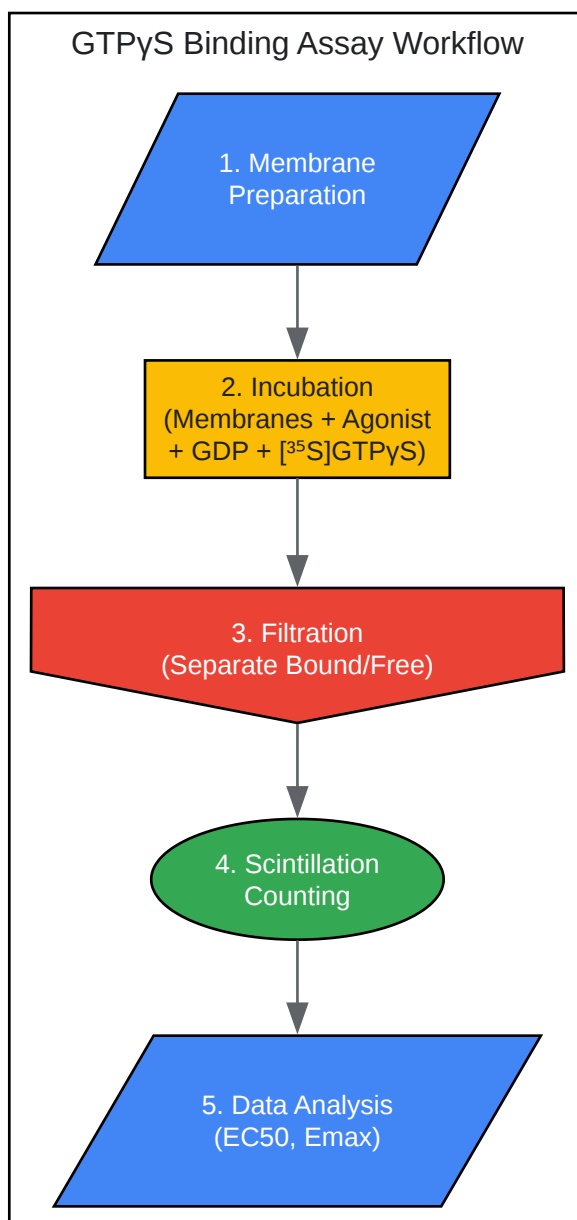 GTPγS Binding Assay Workflow
1. Membrane
Preparation
2. Incubation
(Membranes + Agonist
+ GDP + [³⁵S]GTPγS)
3. Filtration
(Separate Bound/Free)
4. Scintillation
Counting
5. Data Analysis
(EC50, Emax)